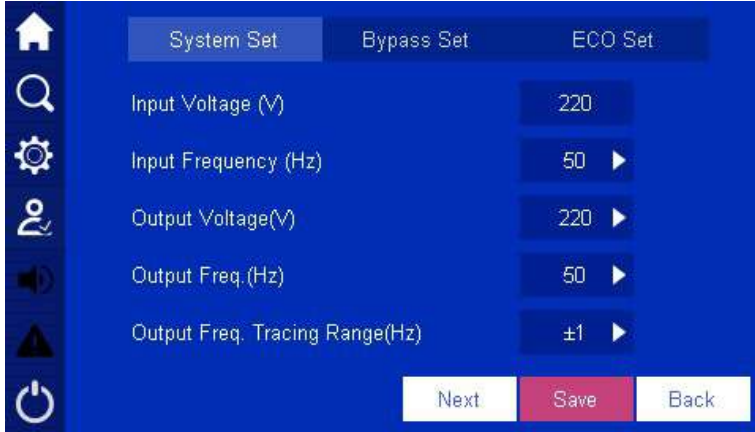 System Set Bypass Set ECO Set
Input Voltage (V) 220
Input Frequency (Hz) 50
Output Voltage(V) 220
Output Freq.(Hz) 50
Output Freq. Tracing Range(Hz) ±1
Next Save Back